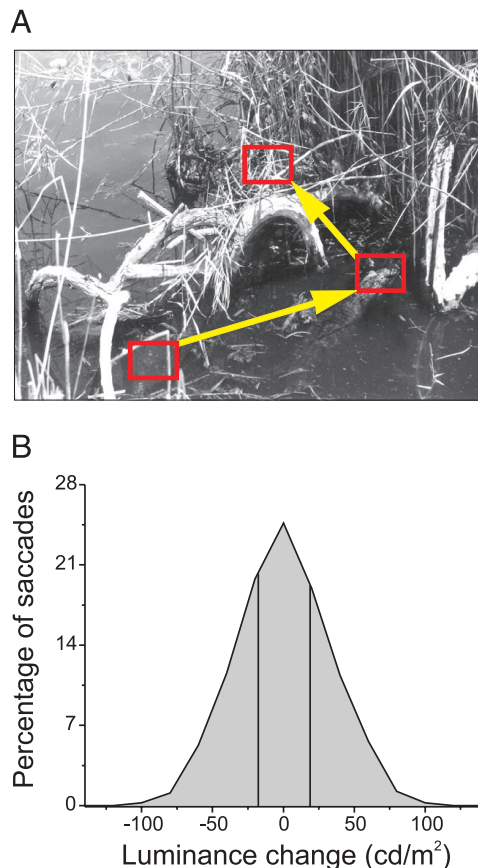 A
B
Percentage of saccades
28
21
14
7
0
-100 -50 0 50 100
Luminance change (cd/m²)